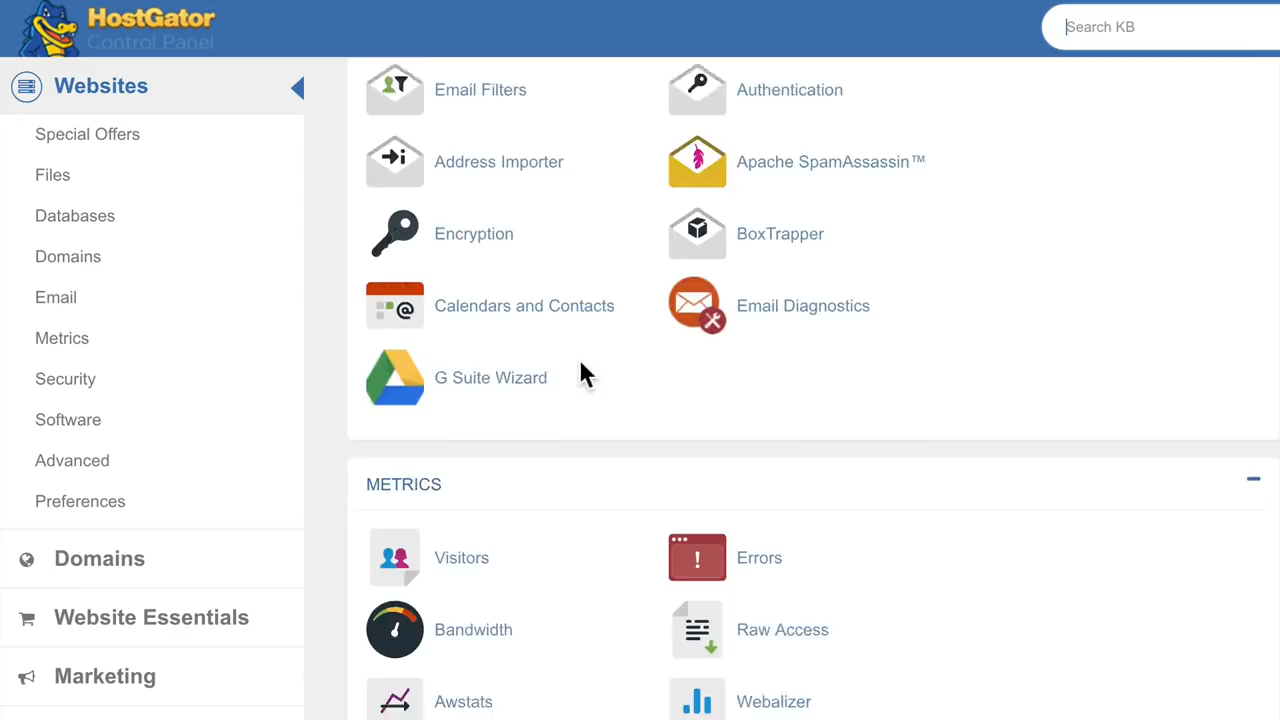 HostGator
Control Panel
Search KB
Websites
Special Offers
Files
Databases
Domains
Email
Metrics
Security
Software
Advanced
Preferences
Domains
Website Essentials
Marketing
Email Filters
Authentication
Address Importer
Apache SpamAssassin™
Encryption
BoxTrapper
Calendars and Contacts
Email Diagnostics
G Suite Wizard
METRICS
Visitors
Errors
Bandwidth
Raw Access
Awstats
Webalizer